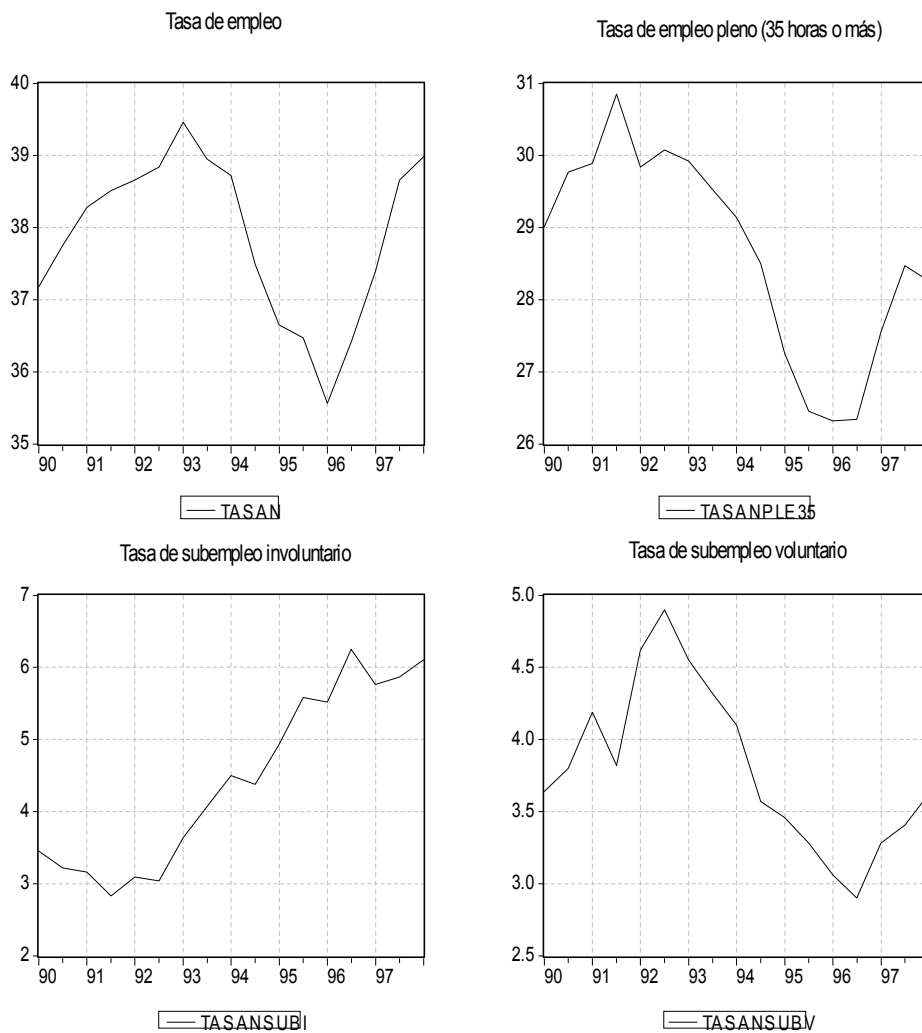 Tasa de empleo
40
39
38
37
36
35
90 91 92 93 94 95 96 97
TASAN
Tasa de empleo pleno (35 horas o más)
31
30
29
28
27
26
90 91 92 93 94 95 96 97
TASANPLE35
Tasa de subempleo involuntario
7
6
5
4
3
2
90 91 92 93 94 95 96 97
TASANSUBI
Tasa de subempleo voluntario
5.0
4.5
4.0
3.5
3.0
2.5
90 91 92 93 94 95 96 97
TASANSUBV